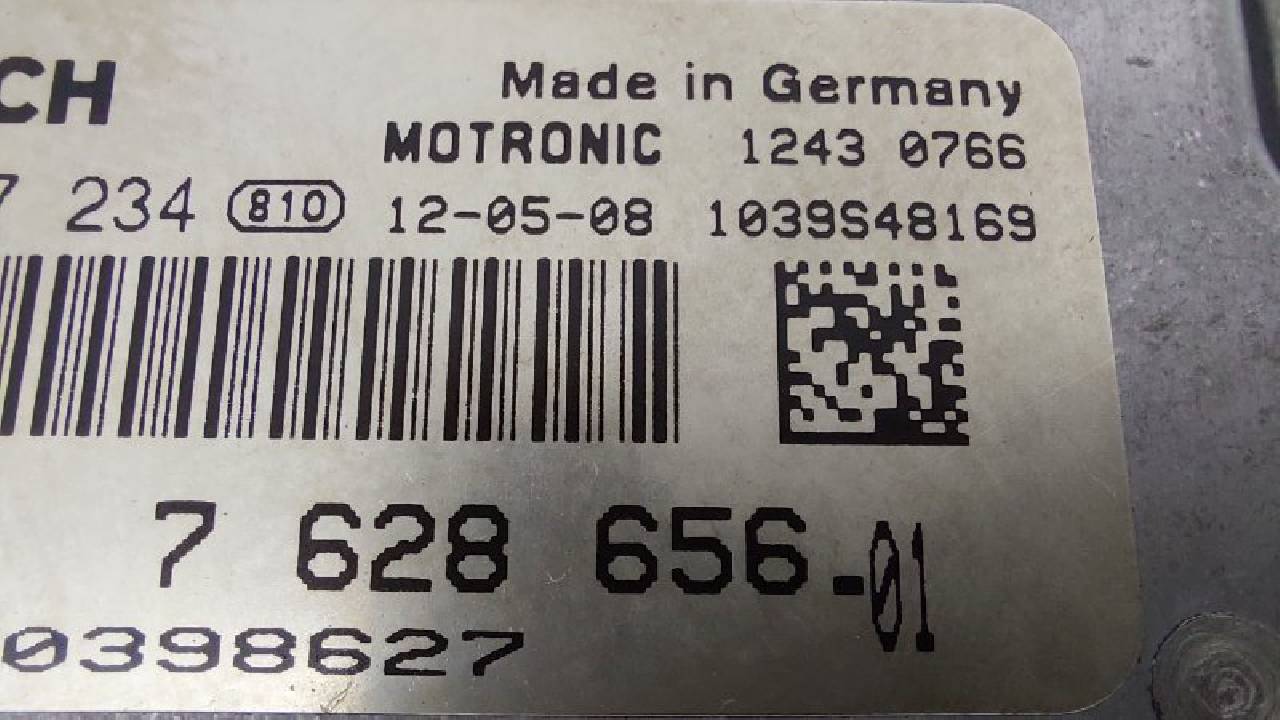 CH Made in Germany
MOTRONIC 1243 0766
7 234 810 12-05-08 1039S48169
7 628 656-01
0398627